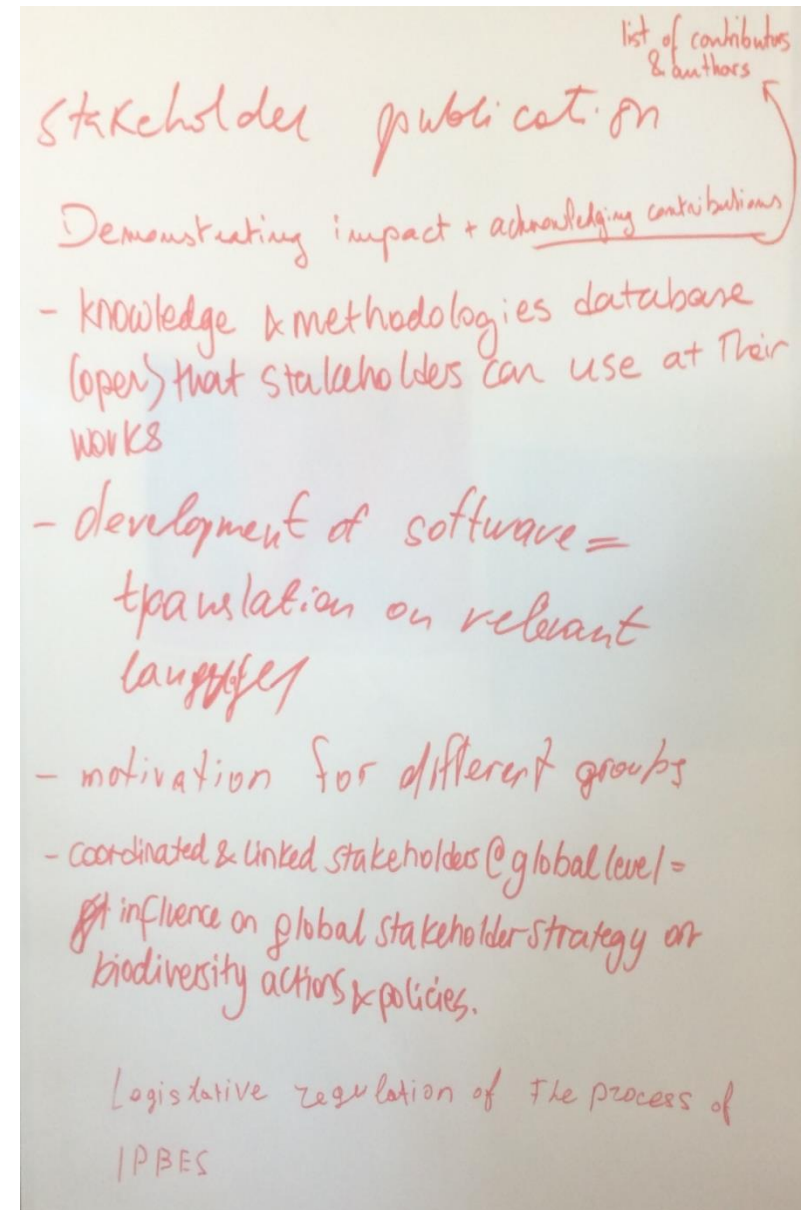 list of contributors
& authors
stakeholder publication
Demonstrating impact + acknowledging contributions
- knowledge & methodologies database
(open) that stakeholders can use at their
works
- development of software =
translation on relevant
languages
- motivation for different groups
- coordinated & linked stakeholders @ global level =
influence on global stakeholder strategy on
biodiversity actions & policies.
Legislative regulation of the process of
IPBES